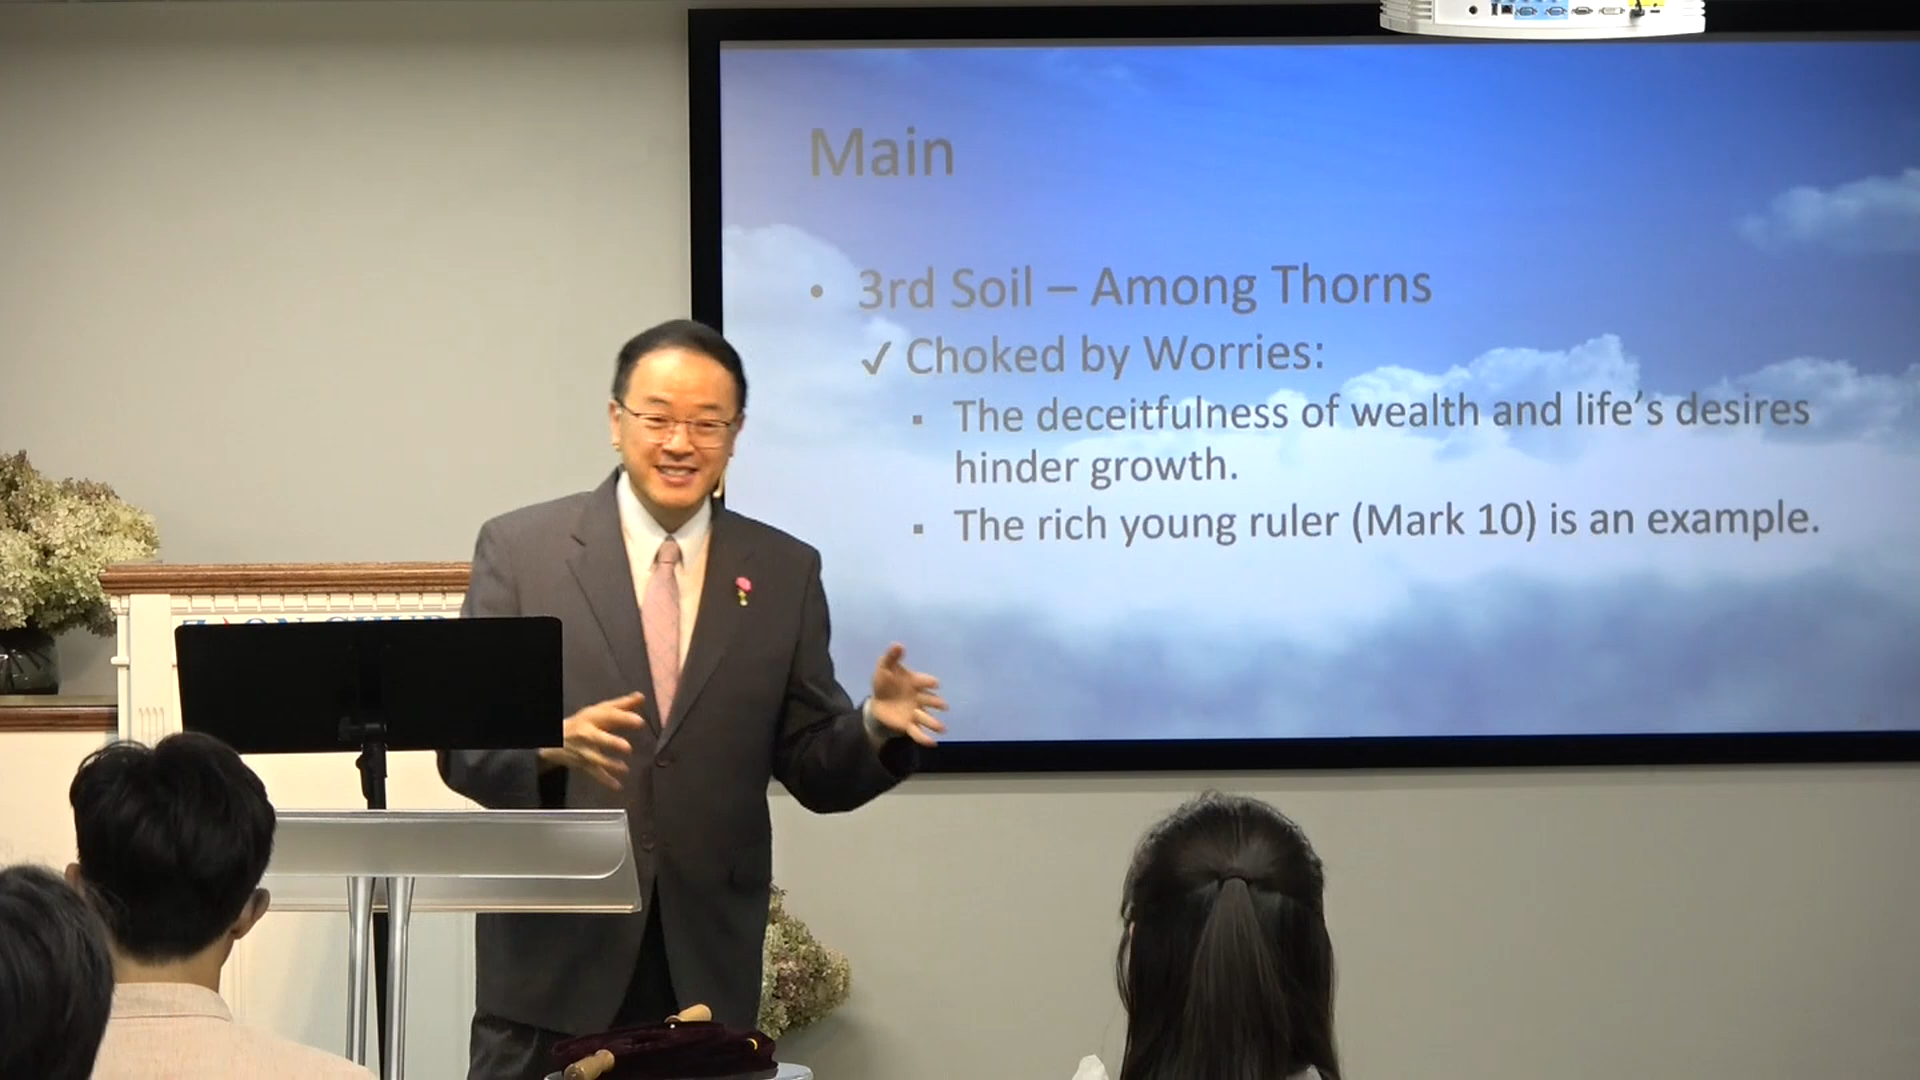 Main
• 3rd Soil – Among Thorns
✓ Choked by Worries:
▪ The deceitfulness of wealth and life's desires
hinder growth.
▪ The rich young ruler (Mark 10) is an example.